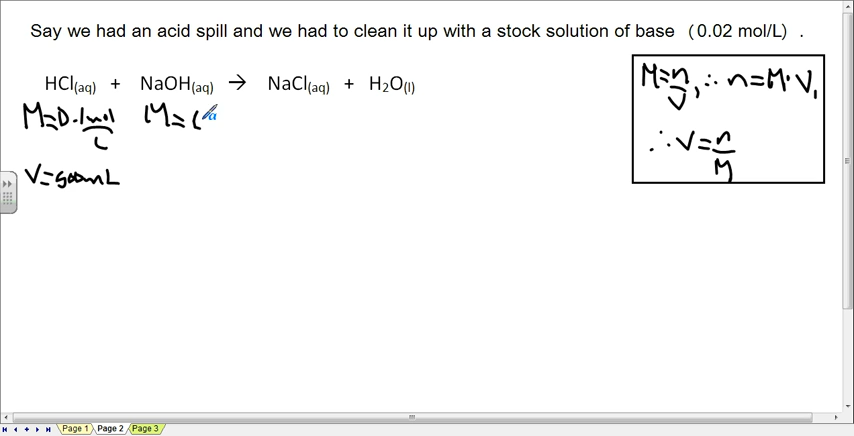 Say we had an acid spill and we had to clean it up with a stock solution of base (0.02 mol/L) .
HCl(aq) + NaOH(aq) → NaCl(aq) + H2O(l)
M=0.1mol/L M=(
V=500mL
M=n/V, ∴ n=M·V,
∴ V=n/M
Page 1 Page 2 Page 3